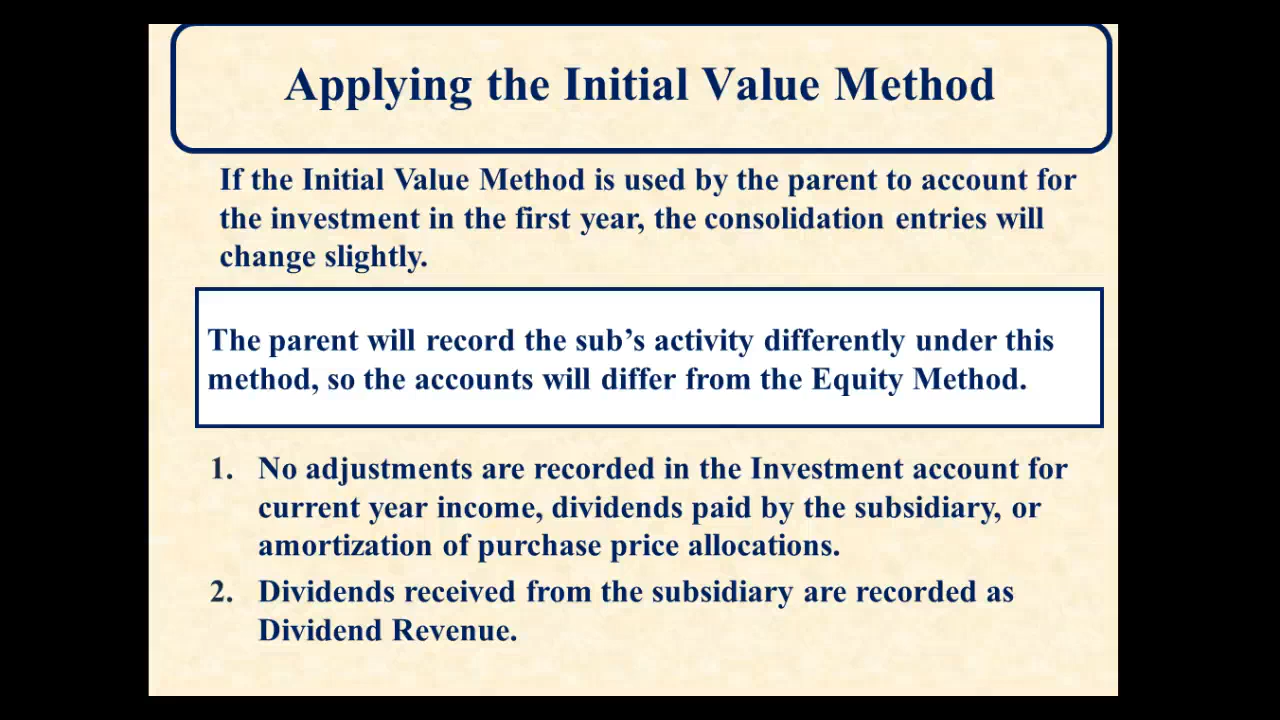 Applying the Initial Value Method
If the Initial Value Method is used by the parent to account for
the investment in the first year, the consolidation entries will
change slightly.
The parent will record the sub’s activity differently under this
method, so the accounts will differ from the Equity Method.
1. No adjustments are recorded in the Investment account for
current year income, dividends paid by the subsidiary, or
amortization of purchase price allocations.
2. Dividends received from the subsidiary are recorded as
Dividend Revenue.